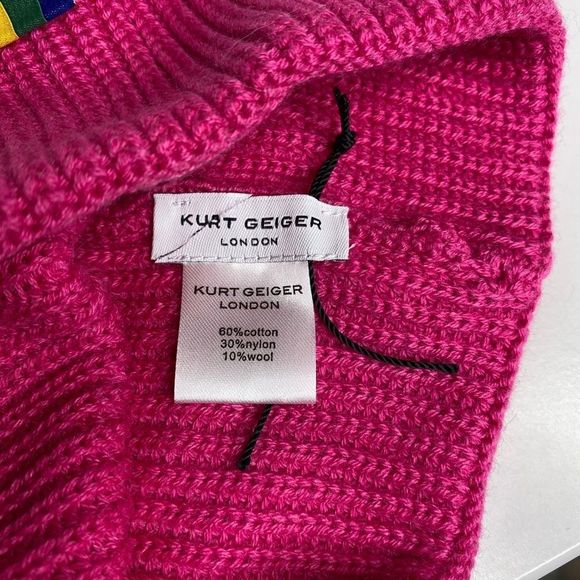 KURT GEIGER
LONDON
KURT GEIGER
LONDON
60%cotton
30%nylon
10%wool